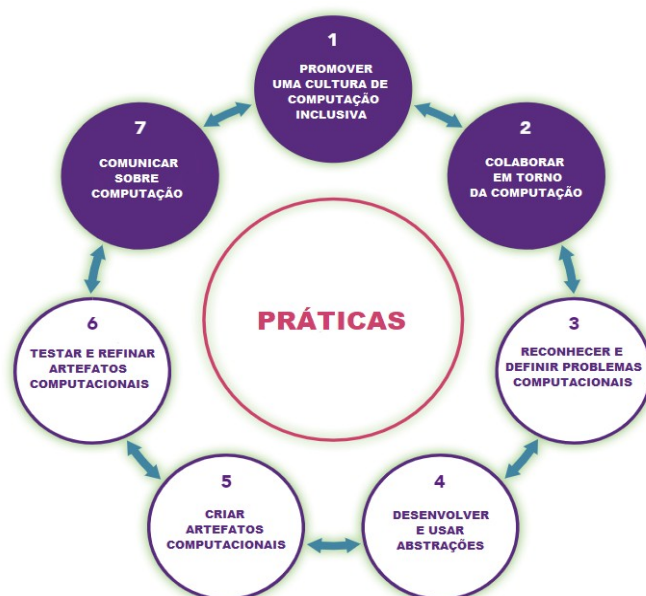 1
PROMOVER
UMA CULTURA DE
COMPUTAÇÃO
INCLUSIVA
2
COLABORAR
EM TORNO
DA COMPUTAÇÃO
3
RECONHECER E
DEFINIR PROBLEMAS
COMPUTACIONAIS
4
DESENVOLVER
E USAR
ABSTRAÇÕES
5
CRIAR
ARTEFATOS
COMPUTACIONAIS
6
TESTAR E REFINAR
ARTEFATOS
COMPUTACIONAIS
7
COMUNICAR
SOBRE
COMPUTAÇÃO
PRÁTICAS